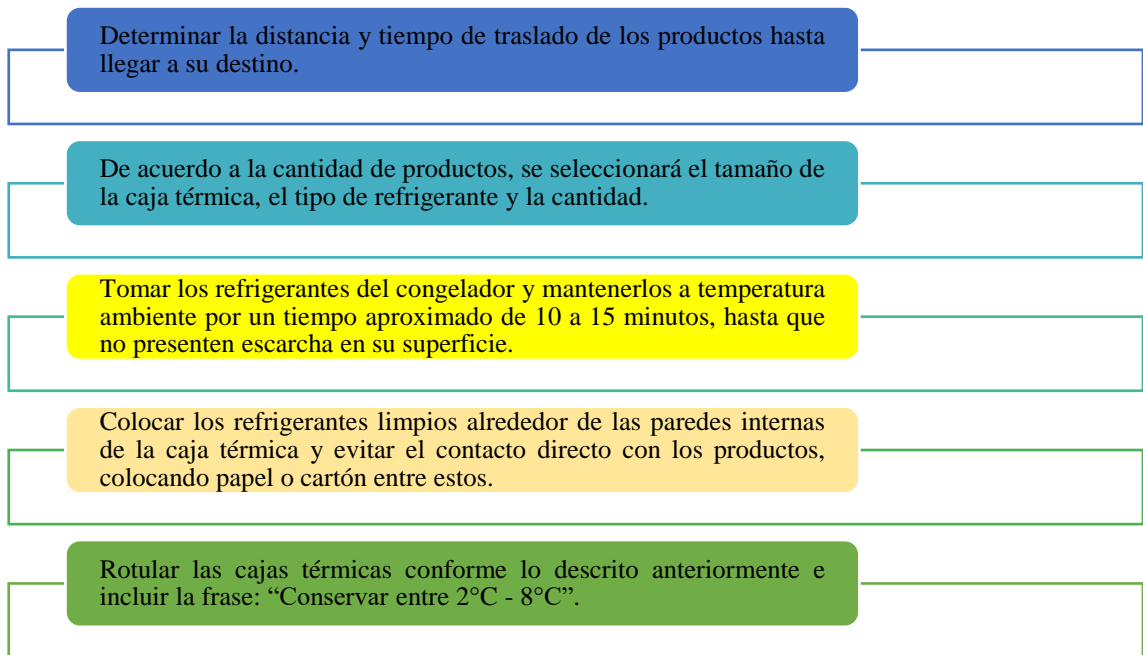 Determinar la distancia y tiempo de traslado de los productos hasta
llegar a su destino.
De acuerdo a la cantidad de productos, se seleccionará el tamaño de
la caja térmica, el tipo de refrigerante y la cantidad.
Tomar los refrigerantes del congelador y mantenerlos a temperatura
ambiente por un tiempo aproximado de 10 a 15 minutos, hasta que
no presenten escarcha en su superficie.
Colocar los refrigerantes limpios alrededor de las paredes internas
de la caja térmica y evitar el contacto directo con los productos,
colocando papel o cartón entre estos.
Rotular las cajas térmicas conforme lo descrito anteriormente e
incluir la frase: “Conservar entre 2°C - 8°C”.